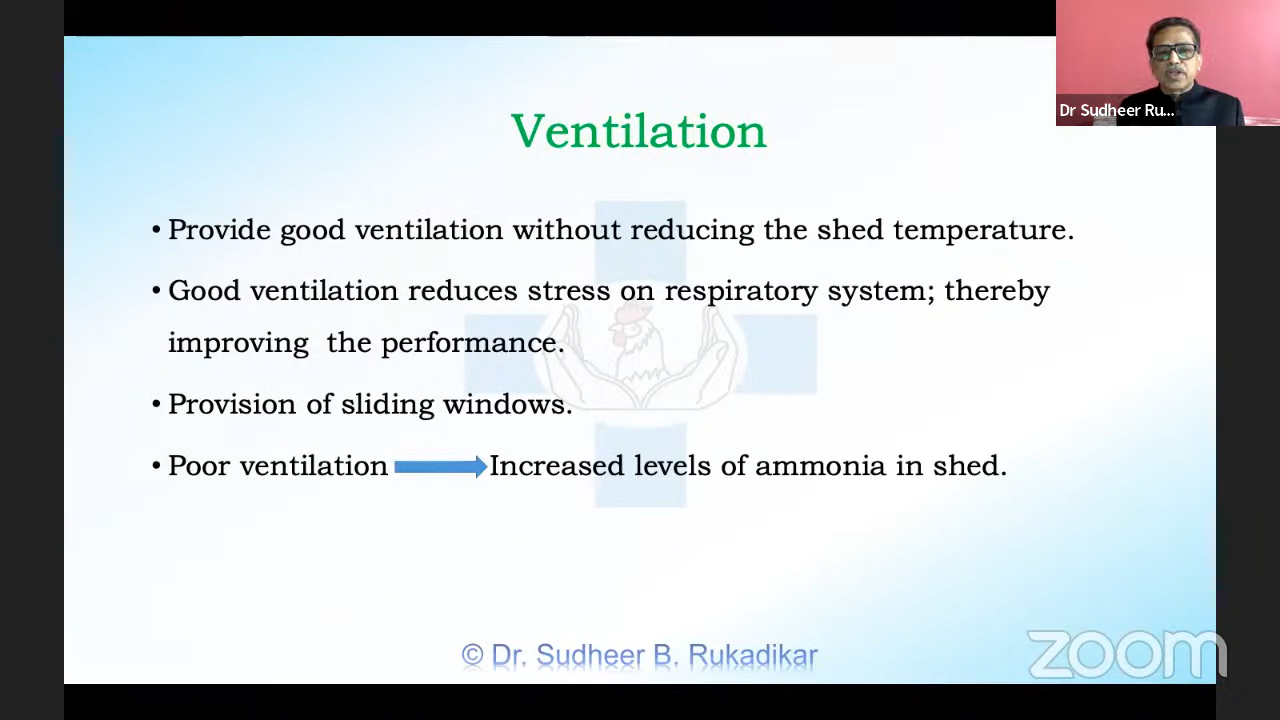 Dr Sudheer Ru...
Ventilation
• Provide good ventilation without reducing the shed temperature.
• Good ventilation reduces stress on respiratory system; thereby
improving  the performance.
• Provision of sliding windows.
• Poor ventilation Increased levels of ammonia in shed.
© Dr. Sudheer B. Rukadikar
zoom